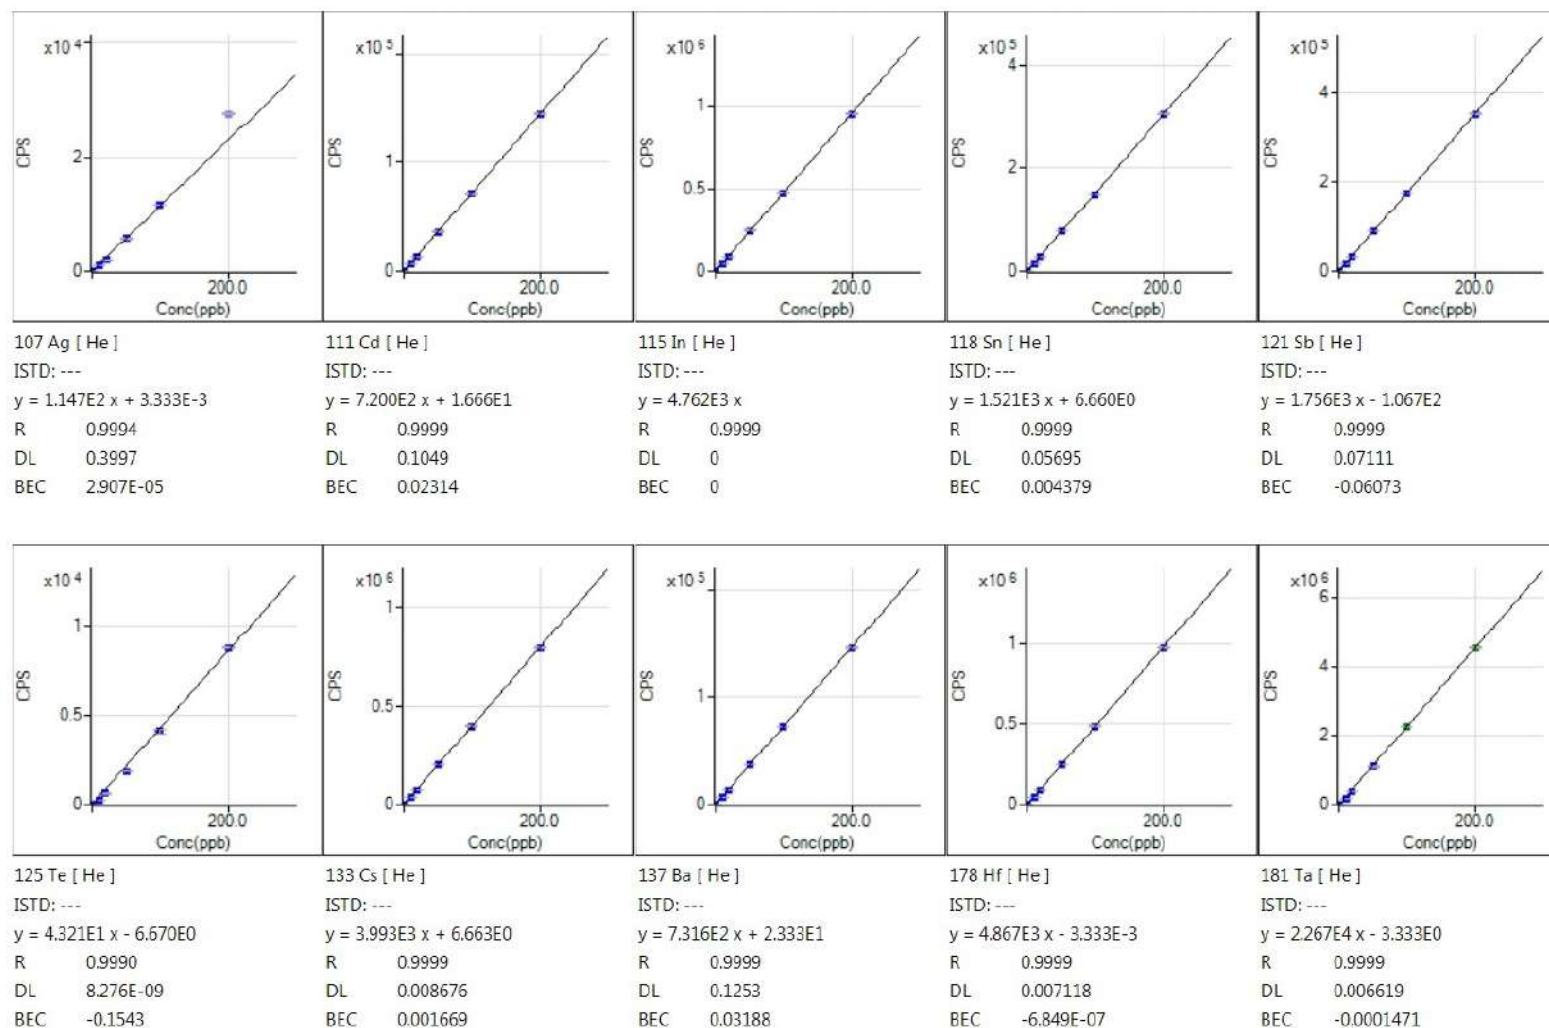 x10 4
2
0
CPS
200.0
Conc(ppb)
107 Ag [ He ]
ISTD: ---
y = 1.147E2 x + 3.333E-3
R 0.9994
DL 0.3997
BEC 2.907E-05
x10 5
1
0
CPS
200.0
Conc(ppb)
111 Cd [ He ]
ISTD: ---
y = 7.200E2 x + 1.666E1
R 0.9999
DL 0.1049
BEC 0.02314
x10 6
1
0.5
0
CPS
200.0
Conc(ppb)
115 In [ He ]
ISTD: ---
y = 4.762E3 x
R 0.9999
DL 0
BEC 0
x10 5
4
2
0
CPS
200.0
Conc(ppb)
118 Sn [ He ]
ISTD: ---
y = 1.521E3 x + 6.660E0
R 0.9999
DL 0.05695
BEC 0.004379
x10 5
4
2
0
CPS
200.0
Conc(ppb)
121 Sb [ He ]
ISTD: ---
y = 1.756E3 x - 1.067E2
R 0.9999
DL 0.07111
BEC -0.06073
x10 4
1
0.5
0
CPS
200.0
Conc(ppb)
125 Te [ He ]
ISTD: ---
y = 4.321E1 x - 6.670E0
R 0.9990
DL 8.276E-09
BEC -0.1543
x10 6
1
0.5
0
CPS
200.0
Conc(ppb)
133 Cs [ He ]
ISTD: ---
y = 3.993E3 x + 6.663E0
R 0.9999
DL 0.008676
BEC 0.001669
x10 5
1
0
CPS
200.0
Conc(ppb)
137 Ba [ He ]
ISTD: ---
y = 7.316E2 x + 2.333E1
R 0.9999
DL 0.1253
BEC 0.03188
x10 6
1
0.5
0
CPS
200.0
Conc(ppb)
178 Hf [ He ]
ISTD: ---
y = 4.867E3 x - 3.333E-3
R 0.9999
DL 0.007118
BEC -6.849E-07
x10 6
6
4
2
0
CPS
200.0
Conc(ppb)
181 Ta [ He ]
ISTD: ---
y = 2.267E4 x - 3.333E0
R 0.9999
DL 0.006619
BEC -0.0001471